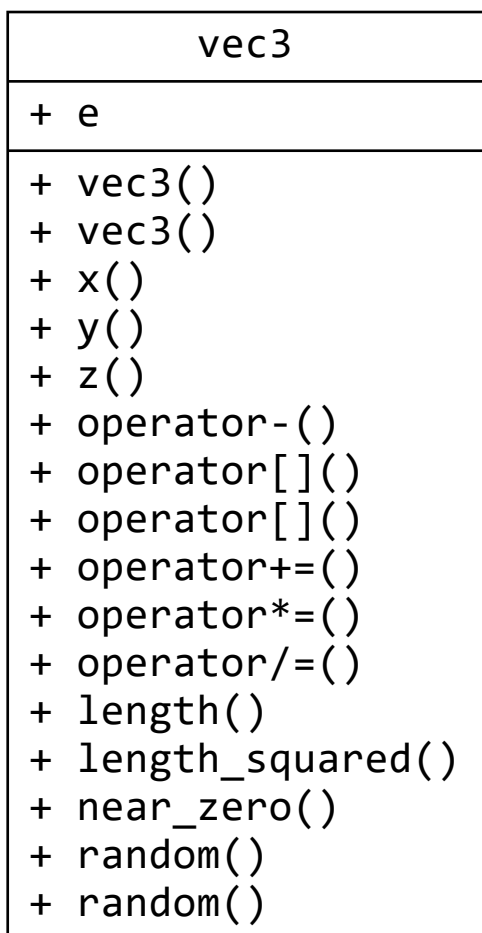 vec3
+ e
+ vec3()
+ vec3()
+ x()
+ y()
+ z()
+ operator-()
+ operator[]()
+ operator[]()
+ operator+=()
+ operator*=()
+ operator/=()
+ length()
+ length_squared()
+ near_zero()
+ random()
+ random()